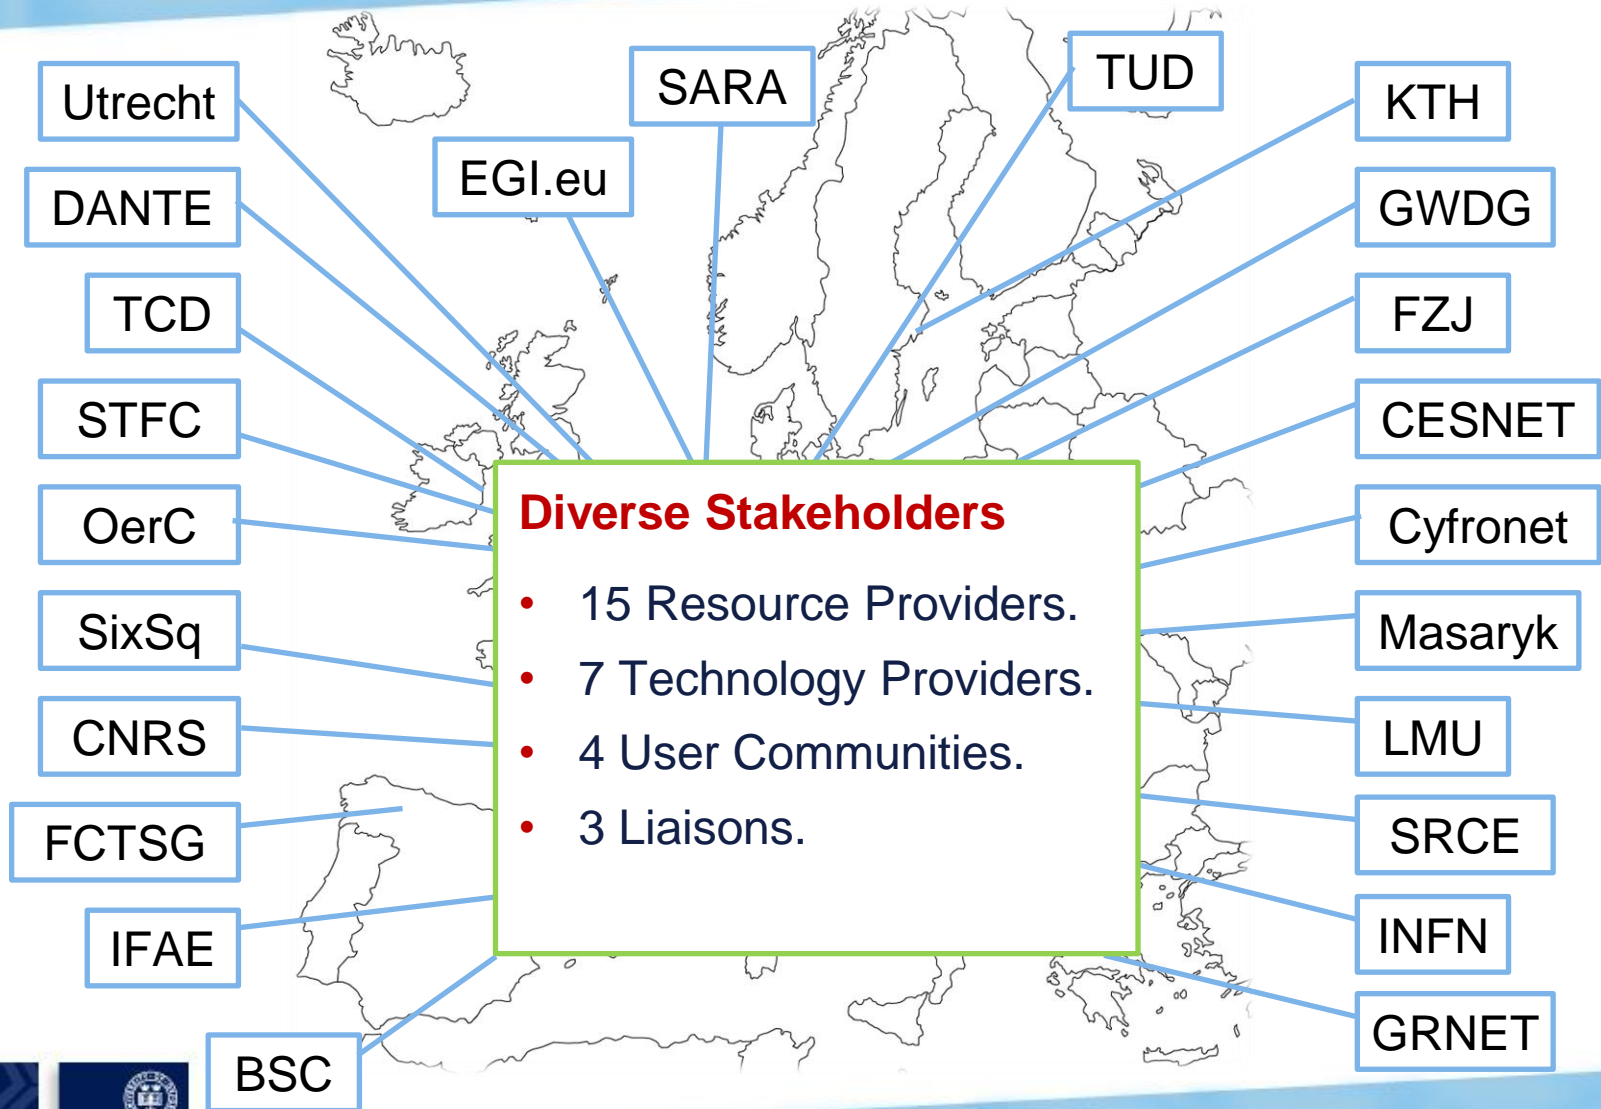 Utrecht
SARA
TUD
KTH
EGI.eu
DANTE
GWDG
TCD
FZJ
STFC
CESNET
OerC
Cyfronet
SixSq
Masaryk
CNRS
LMU
FCTSG
SRCE
IFAE
INFN
BSC
GRNET
Diverse Stakeholders
• 15 Resource Providers.
• 7 Technology Providers.
• 4 User Communities.
• 3 Liaisons.